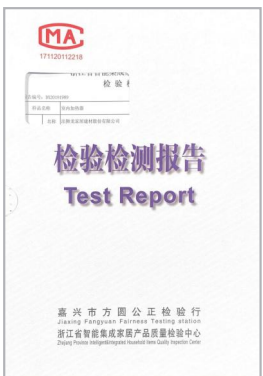 MA
171120112218
检验检测报告
Test Report
嘉兴市方圆公正检验行
Jiaxing Fangyuan Fairness Testing station
浙江省智能集成家居产品质量检验中心
Zhejiang Province Intelligent&Integrated Household Items Quality Inspection Center